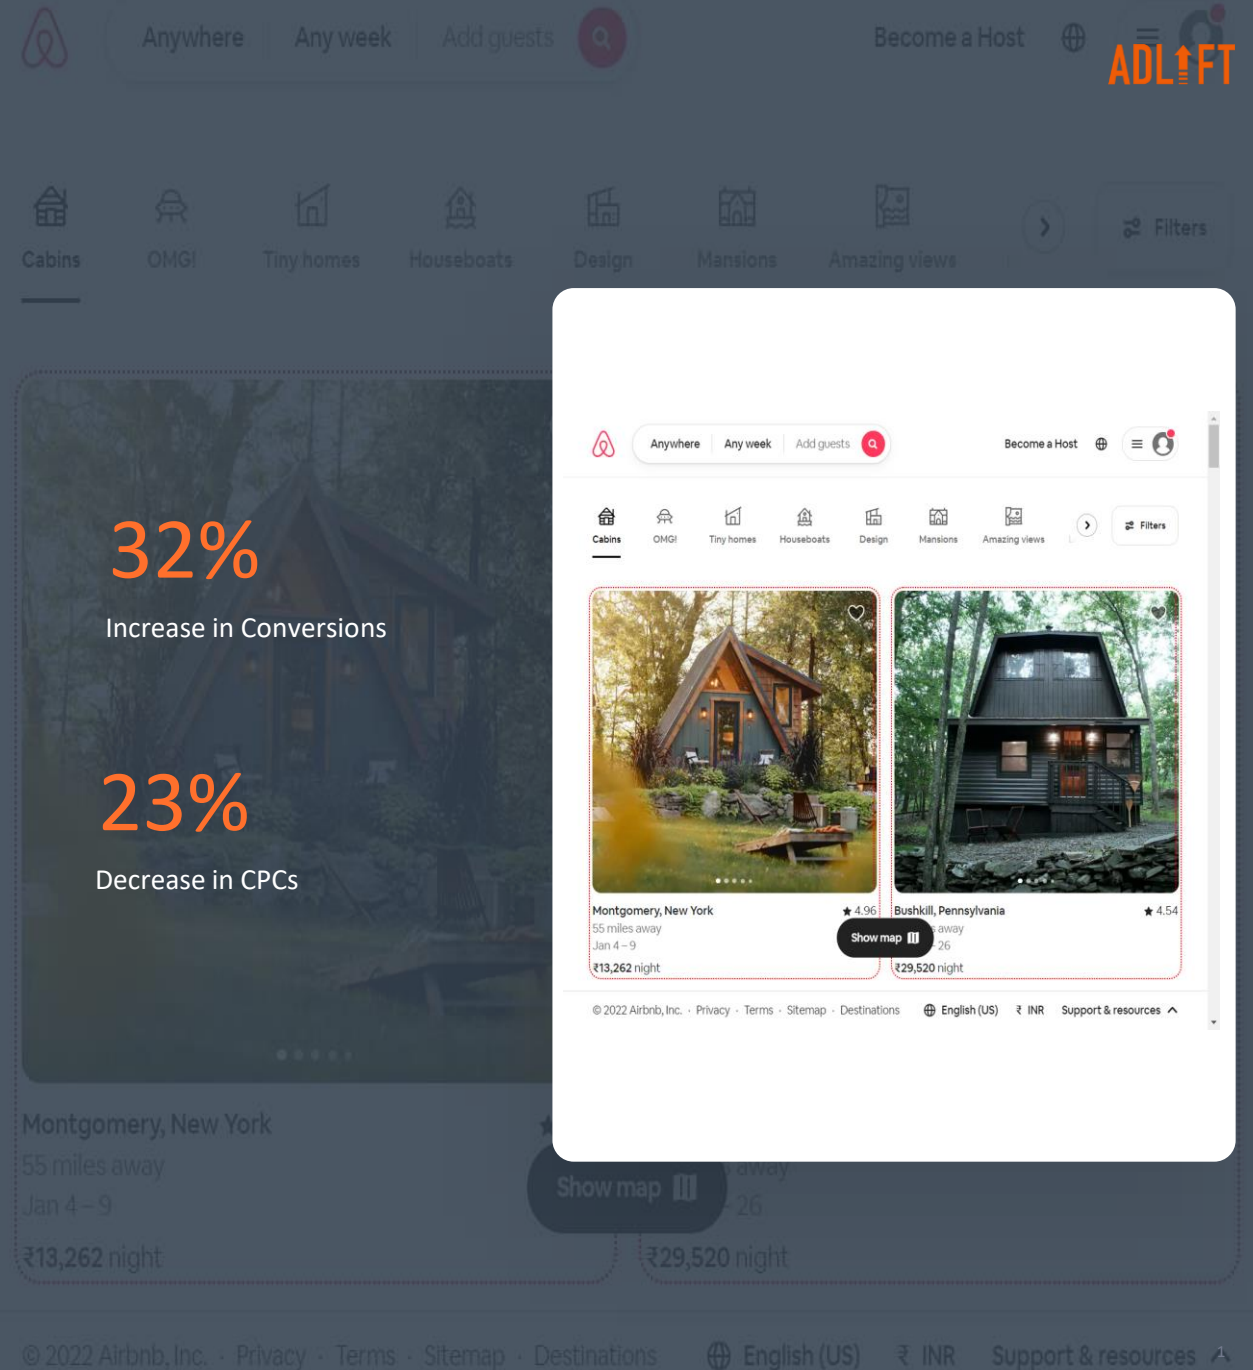 Anywhere Any week Add guests
Become a Host
ADLIFT
Cabins OMG! Tiny homes Houseboats Design Mansions Amazing views
Filters
32%
Increase in Conversions
23%
Decrease in CPCs
Anywhere Any week Add guests
Become a Host
Cabins OMG! Tiny homes Houseboats Design Mansions Amazing views
Filters
Montgomery, New York ★ 4.96
55 miles away
Jan 4 – 9
₹13,262 night
Bushkill, Pennsylvania ★ 4.54
away
- 26
₹29,520 night
Show map
© 2022 Airbnb, Inc. · Privacy · Terms · Sitemap · Destinations English (US) ₹ INR Support & resources
Montgomery, New York
55 miles away
Jan 4 – 9
₹13,262 night
Show map
away
- 26
₹29,520 night
© 2022 Airbnb, Inc. · Privacy · Terms · Sitemap · Destinations English (US) ₹ INR Support & resources
1